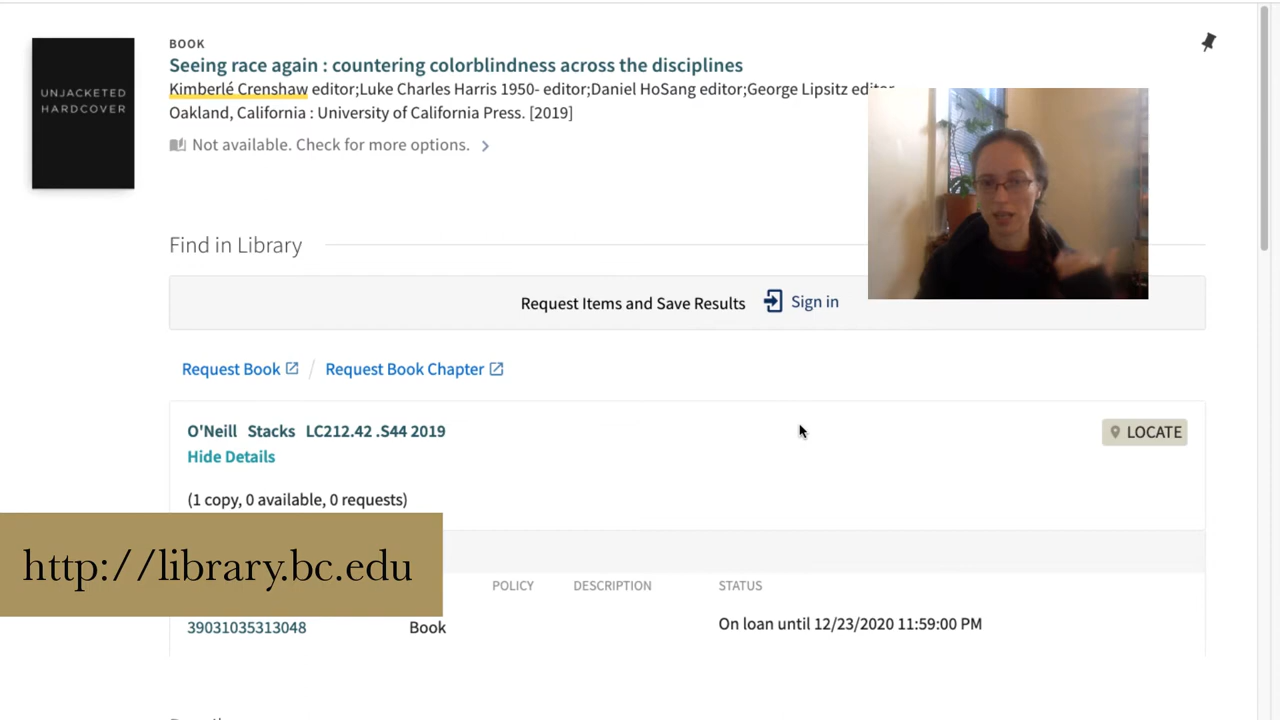 UNJACKETED
HARDCOVER
BOOK
Seeing race again : countering colorblindness across the disciplines
Kimberlé Crenshaw editor;Luke Charles Harris 1950- editor;Daniel HoSang editor;George Lipsitz editor
Oakland, California : University of California Press. [2019]
Not available. Check for more options.
Find in Library
Request Items and Save Results Sign in
Request Book / Request Book Chapter
O'Neill Stacks LC212.42 .S44 2019
LOCATE
Hide Details
(1 copy, 0 available, 0 requests)
http://library.bc.edu
POLICY DESCRIPTION STATUS
39031035313048 Book On loan until 12/23/2020 11:59:00 PM